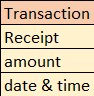 Transaction
Receipt
amount
date & time